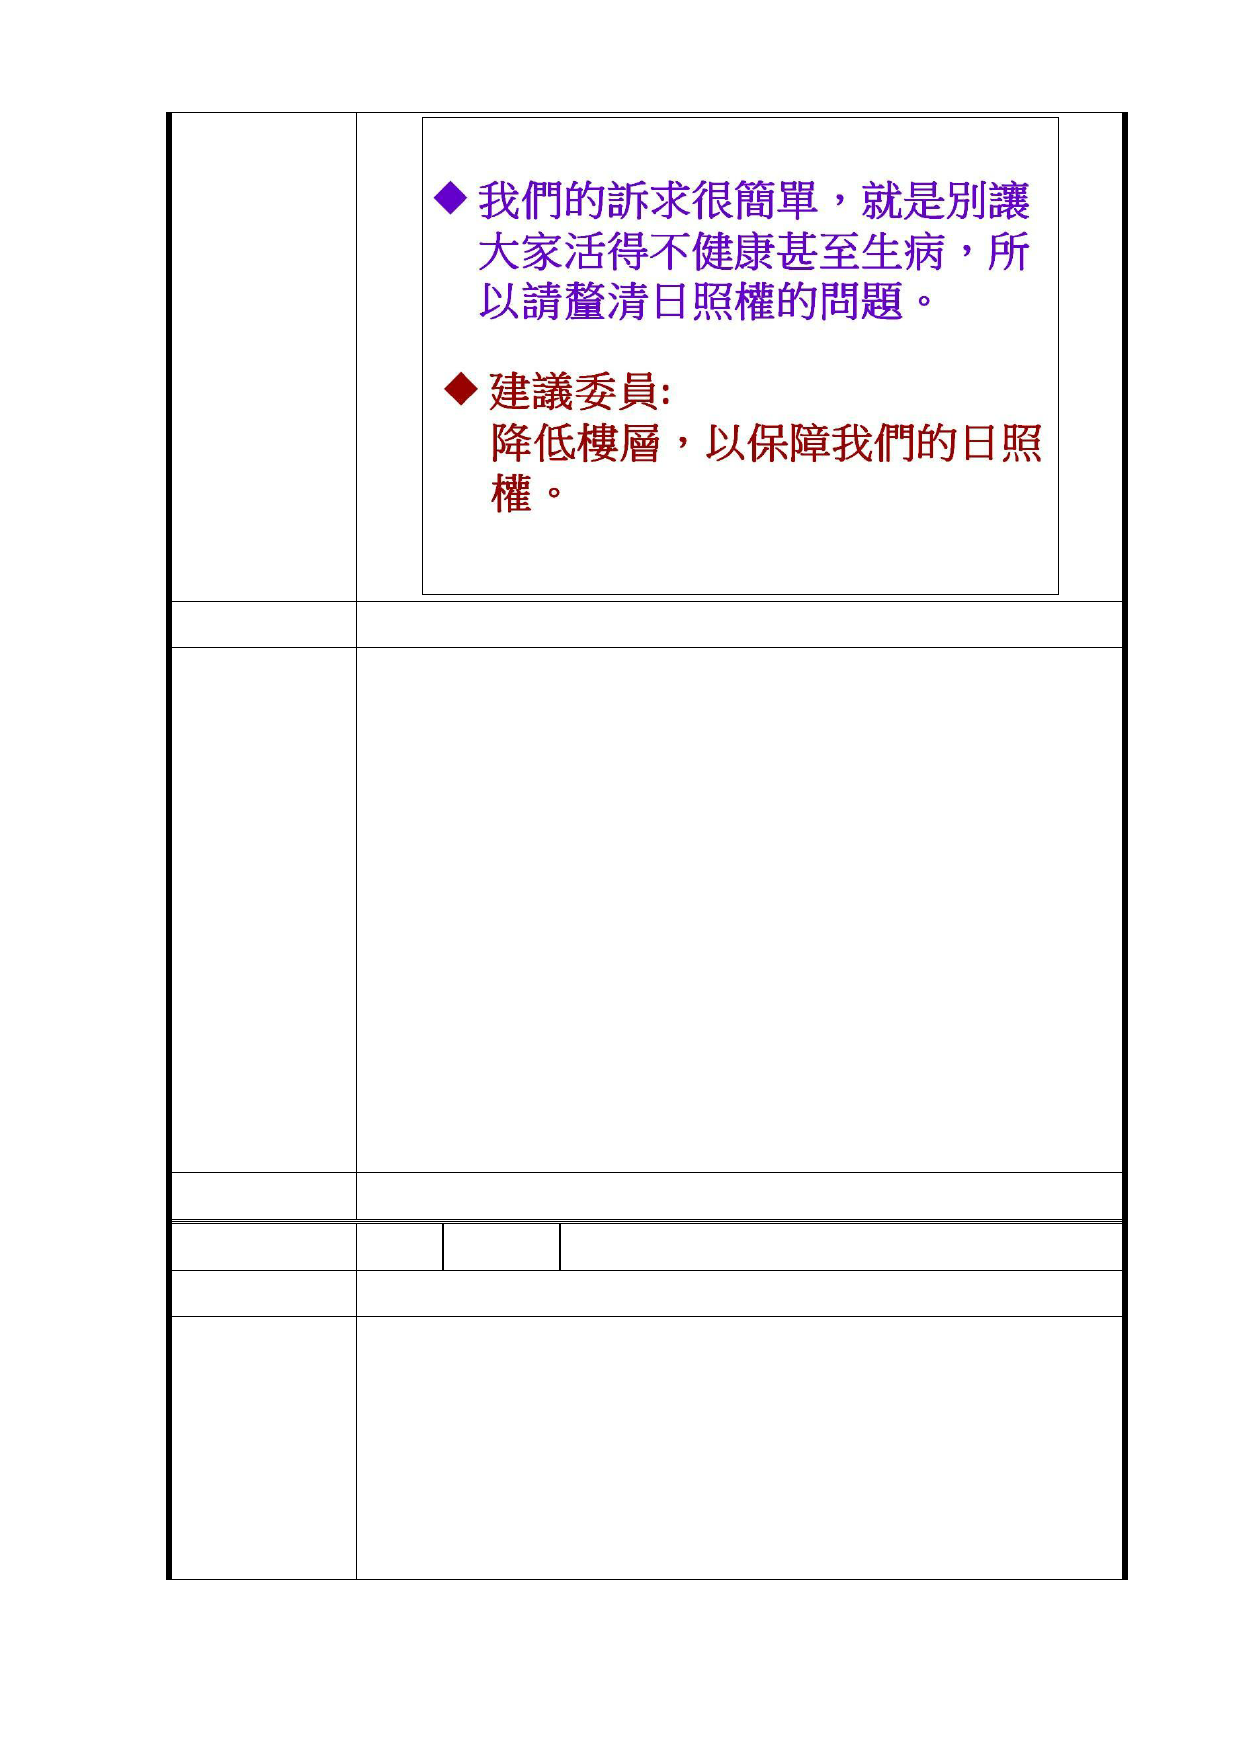 ◆ 我們的訴求很簡單，就是別讓
大家活得不健康甚至生病，所
以請釐清日照權的問題。
◆ 建議委員:
降低樓層，以保障我們的日照
權。